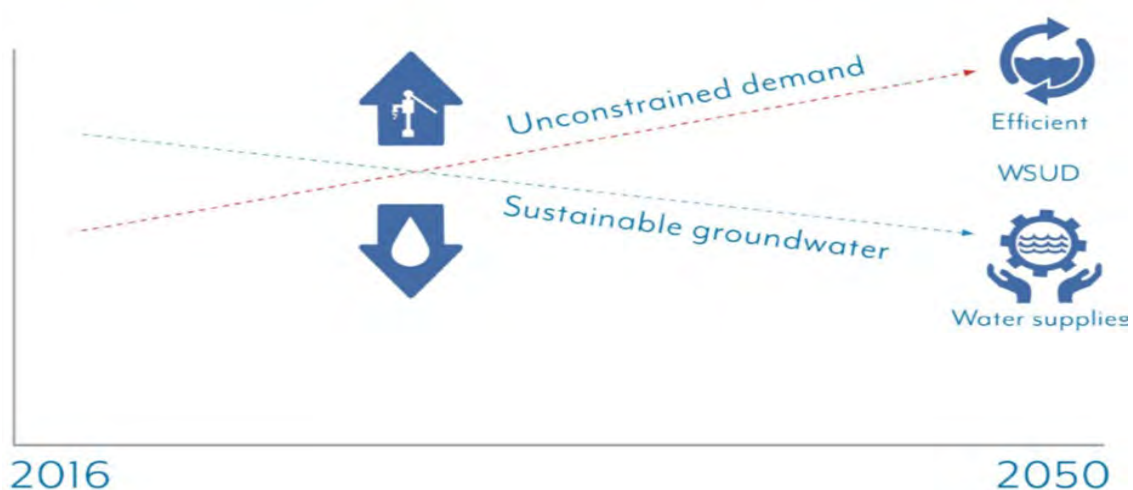 Unconstrained demand
Efficient
WSUD
Sustainable groundwater
Water supplies
2016
2050